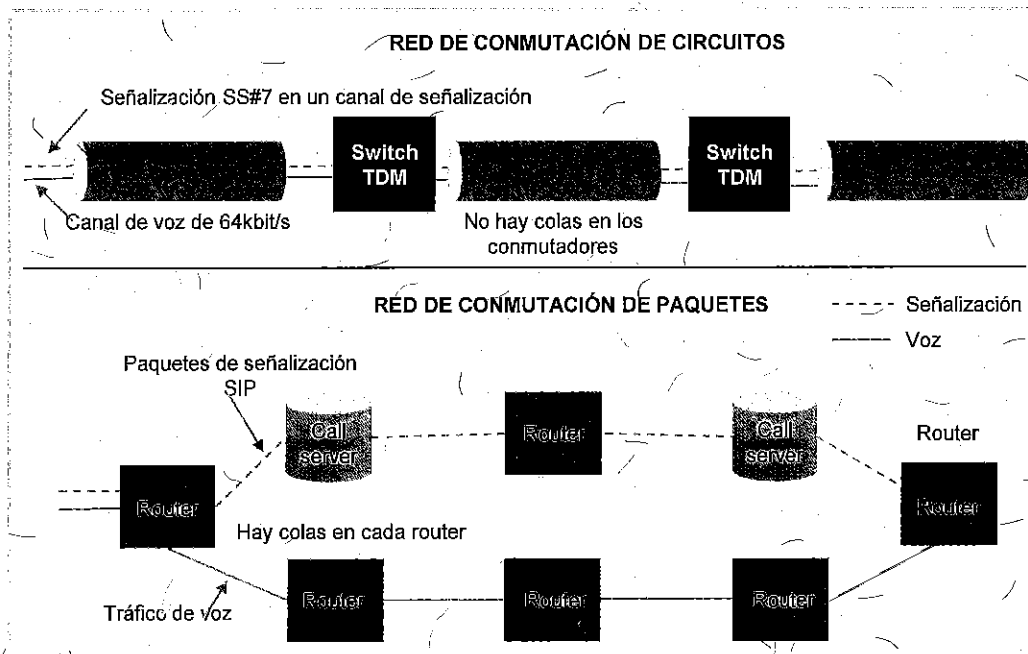 RED DE CONMUTACIÓN DE CIRCUITOS
Señalización SS#7 en un canal de señalización
Switch
TDM
Switch
TDM
Canal de voz de 64kbit/s
No hay colas en los
conmutadores
RED DE CONMUTACIÓN DE PAQUETES
Señalización
Voz
Paquetes de señalización
SIP
Call
server
Router
Call
server
Router
Router
Router
Hay colas en cada router
Tráfico de voz
Router
Router
Router